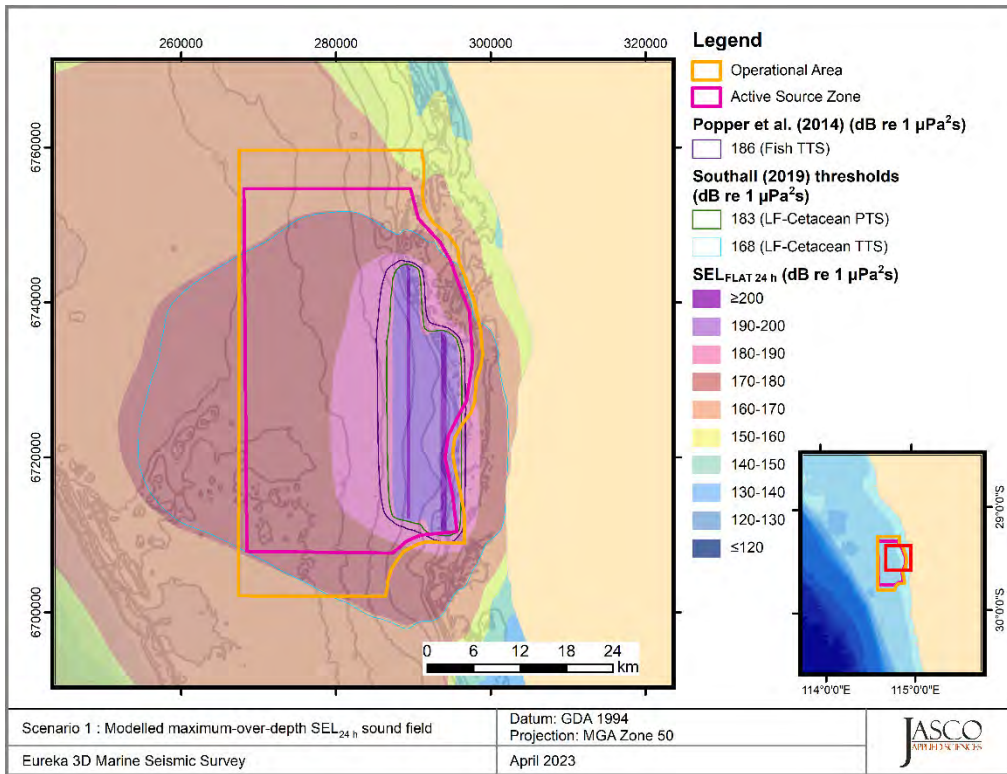 260000 280000 300000 320000
6760000
6740000
6720000
6700000
0 6 12 18 24
km
Legend
Operational Area
Active Source Zone
Popper et al. (2014) (dB re 1 µPa²s)
186 (Fish TTS)
Southall (2019) thresholds
(dB re 1 µPa²s)
183 (LF-Cetacean PTS)
168 (LF-Cetacean TTS)
SELFLAT 24 h (dB re 1 µPa²s)
≥200
190-200
180-190
170-180
160-170
150-160
140-150
130-140
120-130
≤120
29°0'0"S
30°0'0"S
114°0'0"E 115°0'0"E
Scenario 1 : Modelled maximum-over-depth SEL24 h sound field
Eureka 3D Marine Seismic Survey
Datum: GDA 1994
Projection: MGA Zone 50
April 2023
JASCO
APPLIED SCIENCES